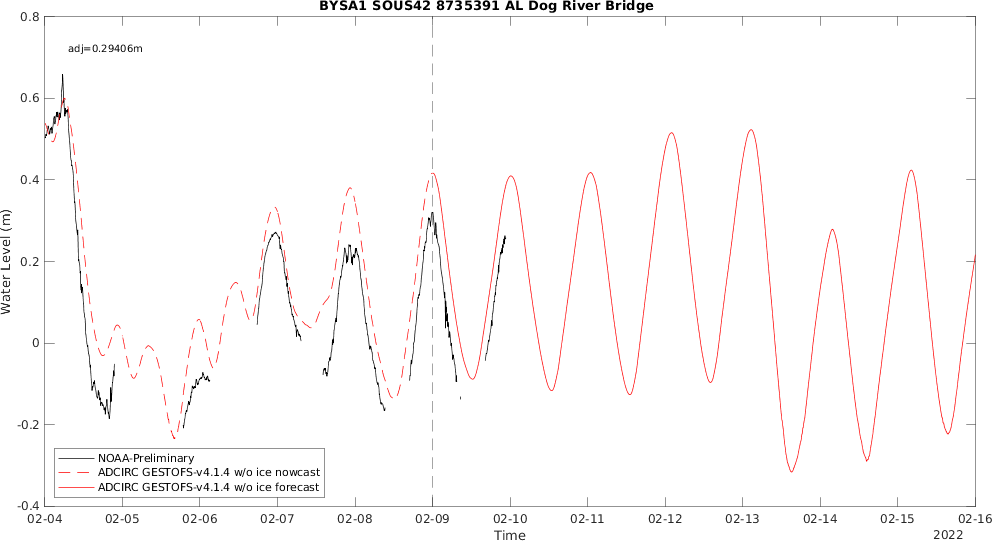 BYSA1 SOUS42 8735391 AL Dog River Bridge
adj=0.29406m
Water Level (m)
0.8
0.6
0.4
0.2
0
-0.2
-0.4
NOAA-Preliminary
ADCIRC GESTOFS-v4.1.4 w/o ice nowcast
ADCIRC GESTOFS-v4.1.4 w/o ice forecast
02-04 02-05 02-06 02-07 02-08 02-09 02-10 02-11 02-12 02-13 02-14 02-15 02-16
Time
2022